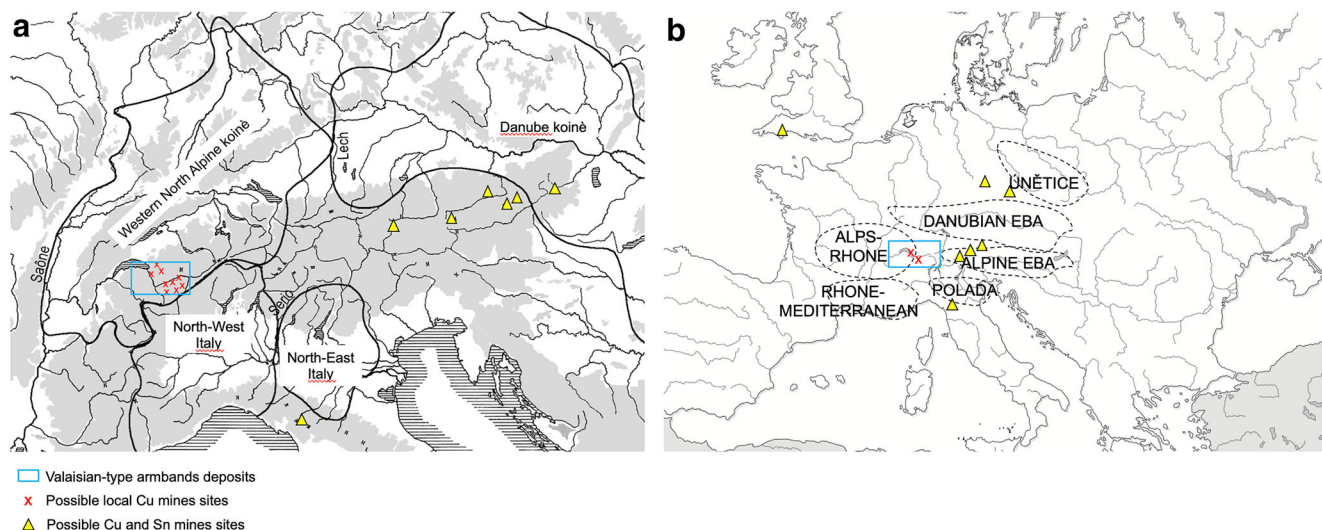 a
Danube koinè
Lech
Western North Alpine koinè
Saône
Serio
North-West
Italy
North-East
Italy
b
ÚNĚTICE
DANUBIAN EBA
ALPS-
RHONE
ALPINE EBA
RHONE-
MEDITERRANEAN
POLADA
Valaisian-type armbands deposits
x Possible local Cu mines sites
Possible Cu and Sn mines sites